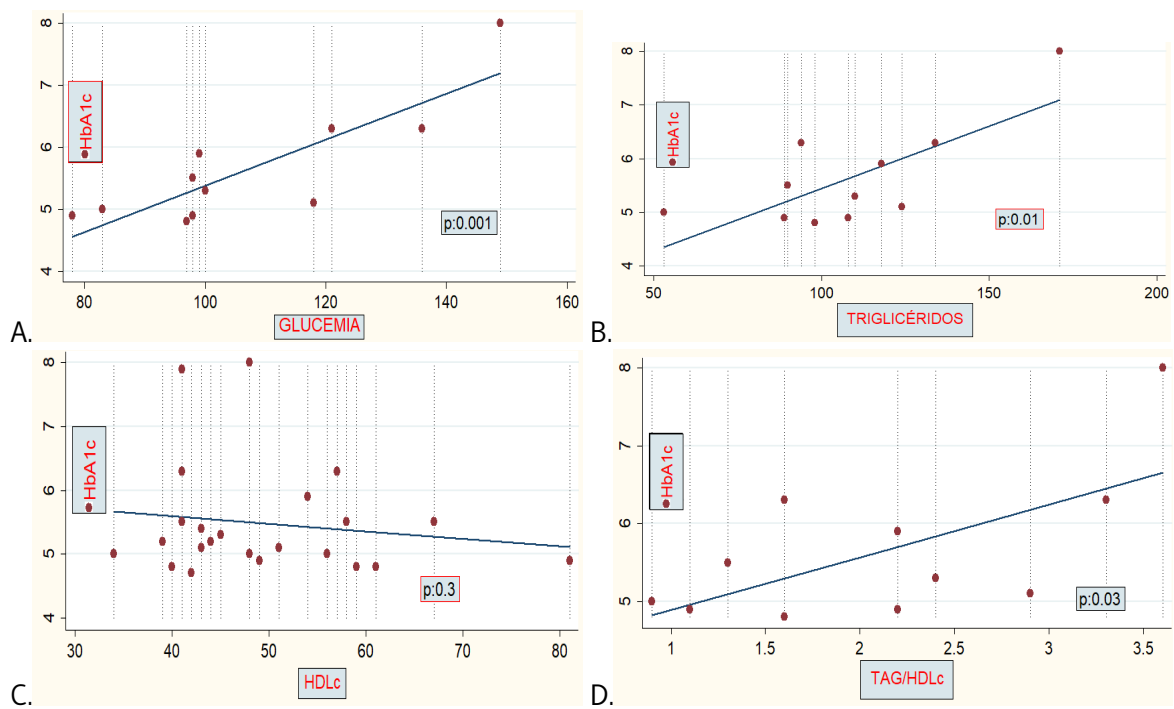 8
7
6
5
4
HbA1c
p:0.001
80
100
120
140
160
GLUCEMIA
A.
8
7
6
5
4
HbA1c
p:0.01
50
100
150
200
TRIGLICÉRIDOS
B.
8
7
6
5
4
HbA1c
p:0.3
30
40
50
60
70
80
HDLc
C.
8
7
6
5
HbA1c
p:0.03
1
1.5
2
2.5
3
3.5
TAG/HDLc
D.